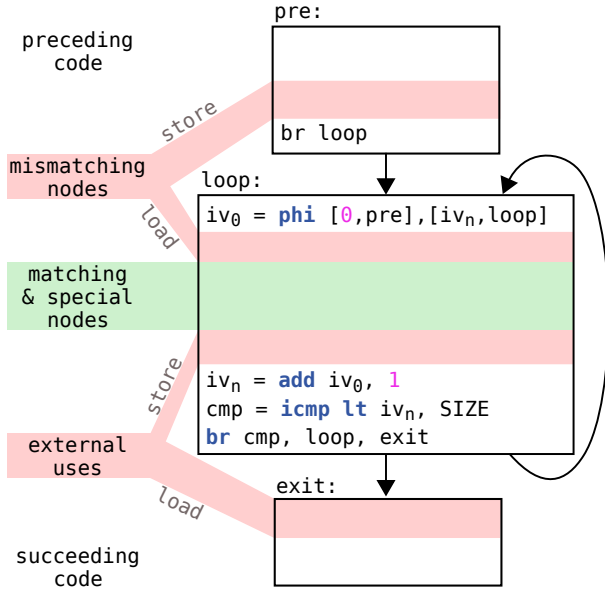 pre:
preceding
code
store
br loop
mismatching
nodes
loop:
load
iv₀ = phi [0,pre],[ivₙ,loop]
matching
& special
nodes
store
ivₙ = add iv₀, 1
cmp = icmp lt ivₙ, SIZE
br cmp, loop, exit
external
uses
load
exit:
succeeding
code